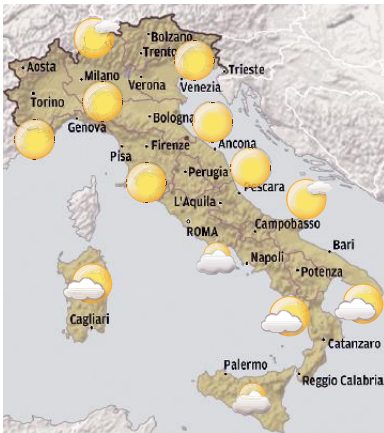 Bolzano
Trento
Aosta
Milano
Trieste
Verona
Venezia
Torino
Genova
Bologna
Pisa
Firenze
Ancona
Perugia
Pescara
L'Aquila
ROMA
Campobasso
Bari
Napoli
Potenza
Cagliari
Catanzaro
Palermo
Reggio Calabria